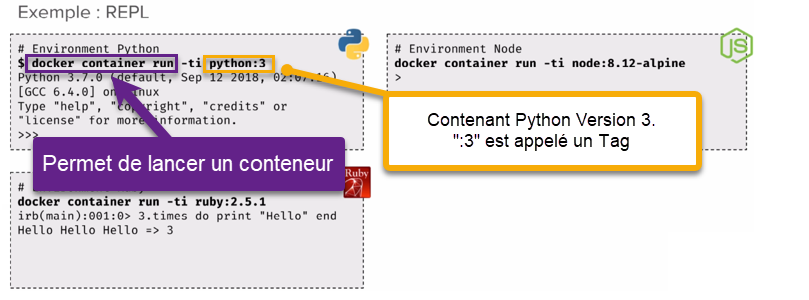 Exemple : REPL
# Environment Python
$ docker container run -ti python:3
Python 3.7.0 (default, Sep 12 2018, 02:07:16)
[GCC 6.4.0] on linux
Type "help", "copyright", "credits" or
"license" for more information.
>>>
Permet de lancer un conteneur
# Environment Node
docker container run -ti node:8.12-alpine
>
JS
Contenant Python Version 3.
":3" est appelé un Tag
Ruby
#
docker container run -ti ruby:2.5.1
irb(main):001:0> 3.times do print "Hello" end
Hello Hello Hello => 3